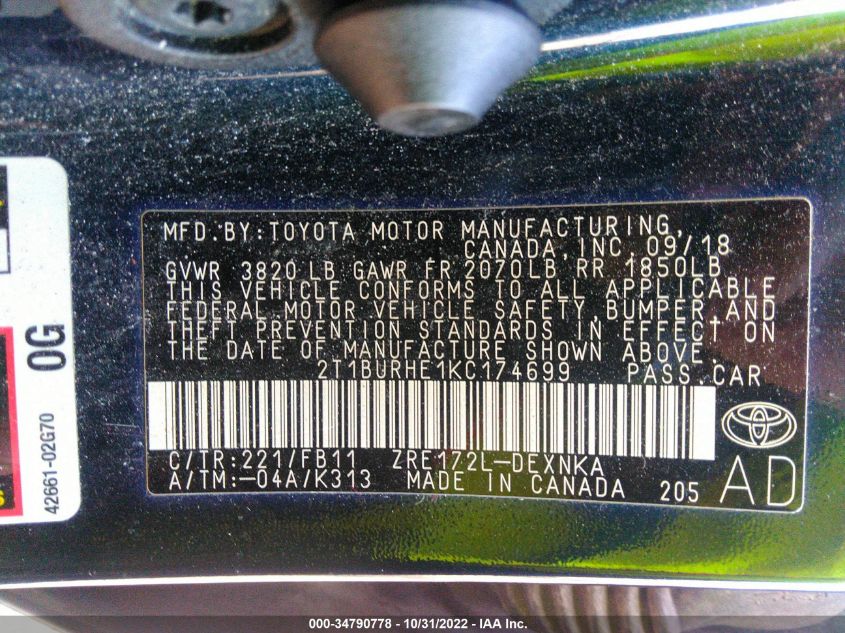 MFD.BY:TOYOTA MOTOR MANUFACTURING,
CANADA,INC. 09/18
GVWR 3820LB GAWR FR 2070LB RR 1850LB
THIS VEHICLE CONFORMS TO ALL APPLICABLE
FEDERAL MOTOR VEHICLE SAFETY,BUMPER,AND
THEFT PREVENTION STANDARDS IN EFFECT ON
THE DATE OF MANUFACTURE SHOWN ABOVE.
2T1BURHE1KC174699 PASS.CAR
C/TR:221/FB11 ZRE172L-DEXNKA
A/TM:-04A/K313 MADE IN CANADA 205
AD
0G
42661-02G70
000-34790778 - 10/31/2022 - IAA Inc.